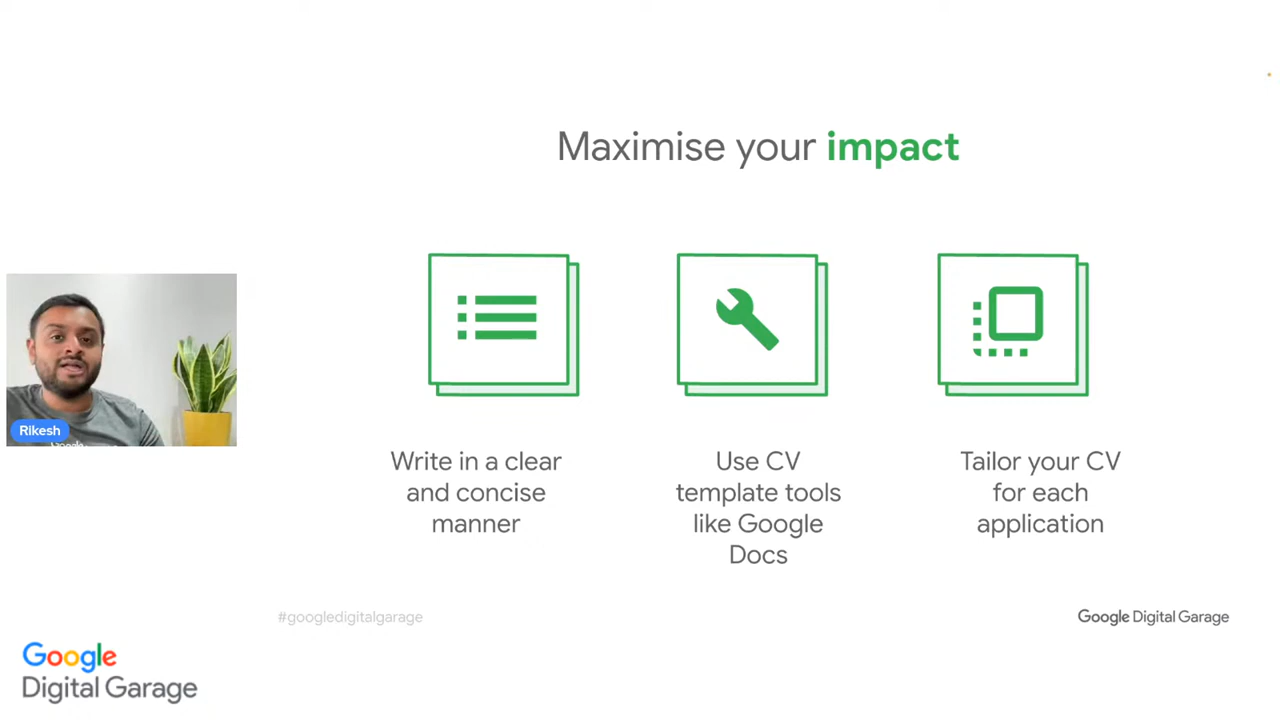 Maximise your impact
Rikesh
Google
Write in a clear
and concise
manner
Use CV
template tools
like Google
Docs
Tailor your CV
for each
application
#googledigitalgarage
Google Digital Garage
Google
Digital Garage